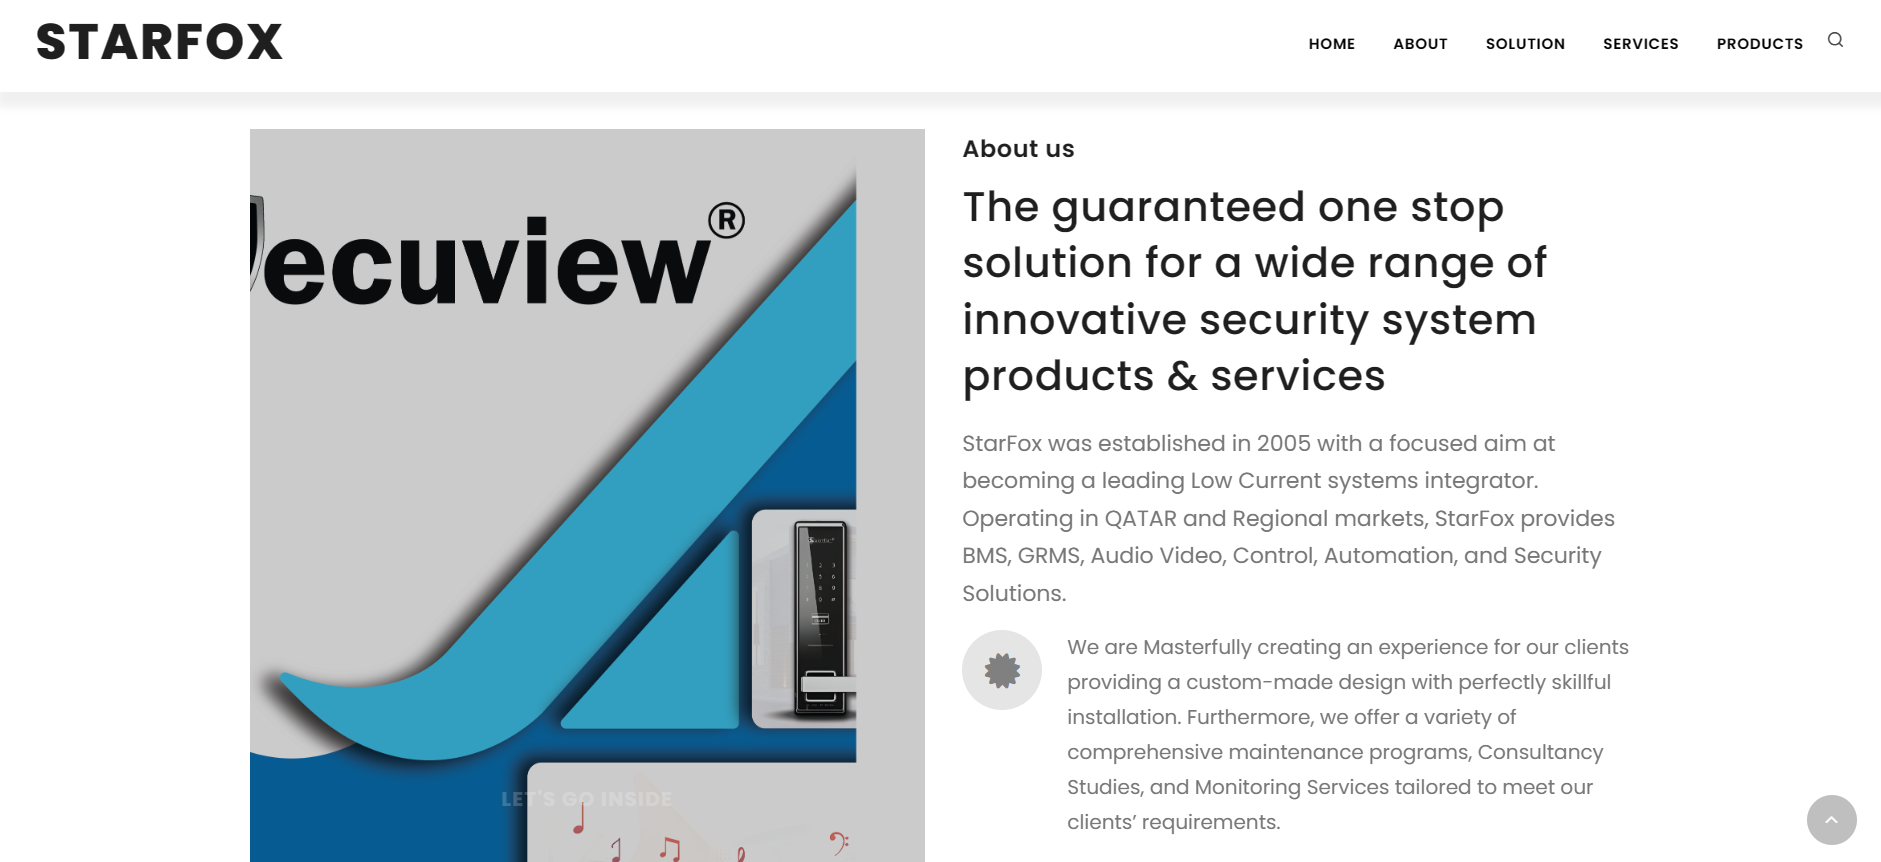 STARFOX
HOME ABOUT SOLUTION SERVICES PRODUCTS
ecuview®
LET'S GO INSIDE
About us
The guaranteed one stop
solution for a wide range of
innovative security system
products & services
StarFox was established in 2005 with a focused aim at
becoming a leading Low Current systems integrator.
Operating in QATAR and Regional markets, StarFox provides
BMS, GRMS, Audio Video, Control, Automation, and Security
Solutions.
We are Masterfully creating an experience for our clients
providing a custom-made design with perfectly skillful
installation. Furthermore, we offer a variety of
comprehensive maintenance programs, Consultancy
Studies, and Monitoring Services tailored to meet our
clients’ requirements.